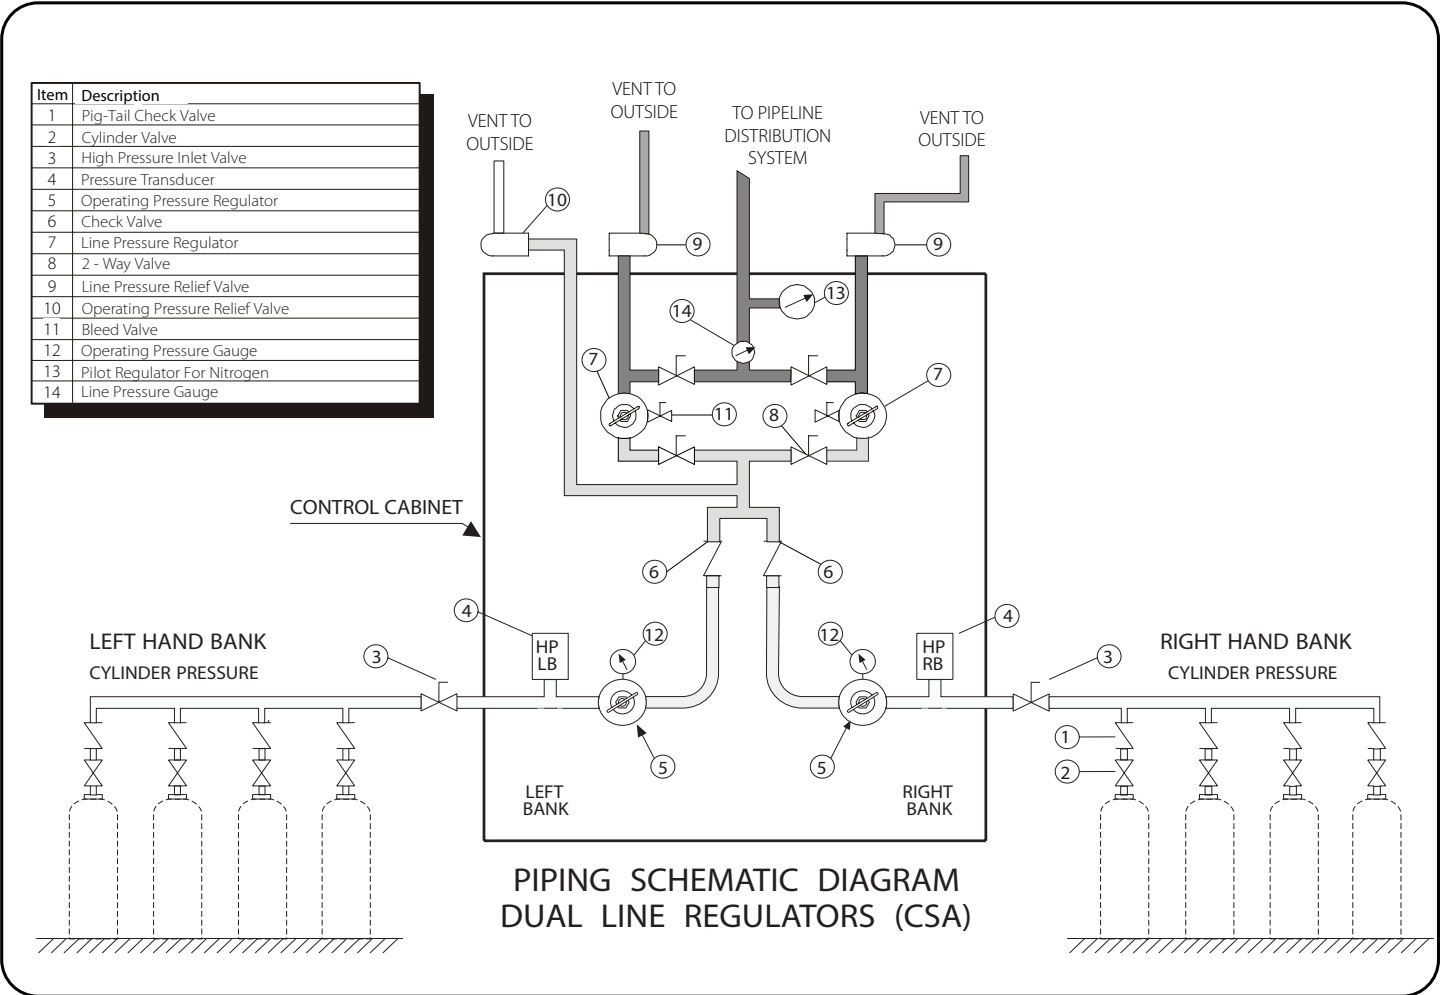 Item Description
1 Pig-Tail Check Valve
2 Cylinder Valve
3 High Pressure Inlet Valve
4 Pressure Transducer
5 Operating Pressure Regulator
6 Check Valve
7 Line Pressure Regulator
8 2 - Way Valve
9 Line Pressure Relief Valve
10 Operating Pressure Relief Valve
11 Bleed Valve
12 Operating Pressure Gauge
13 Pilot Regulator For Nitrogen
14 Line Pressure Gauge
VENT TO
OUTSIDE
VENT TO
OUTSIDE
TO PIPELINE
DISTRIBUTION
SYSTEM
VENT TO
OUTSIDE
10
9
9
13
14
7
7
11
8
CONTROL CABINET
6
6
4
4
LEFT HAND BANK
CYLINDER PRESSURE
3
HP
LB
12
12
HP
RB
3
RIGHT HAND BANK
CYLINDER PRESSURE
5
5
1
2
LEFT
BANK
RIGHT
BANK
PIPING SCHEMATIC DIAGRAM
DUAL LINE REGULATORS (CSA)